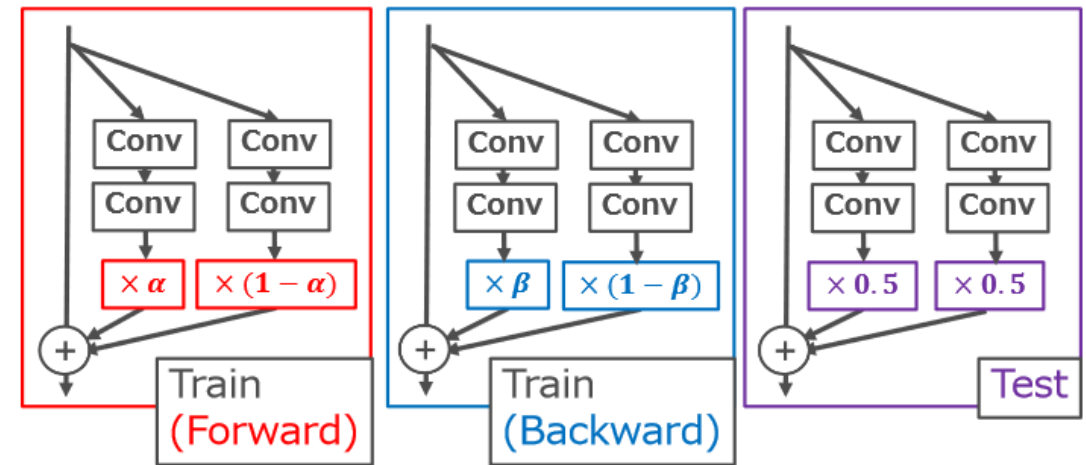 Conv Conv
Conv Conv
× α × (1 − α)
+
Train
(Forward)
Conv Conv
Conv Conv
× β × (1 − β)
+
Train
(Backward)
Conv Conv
Conv Conv
× 0.5 × 0.5
+
Test